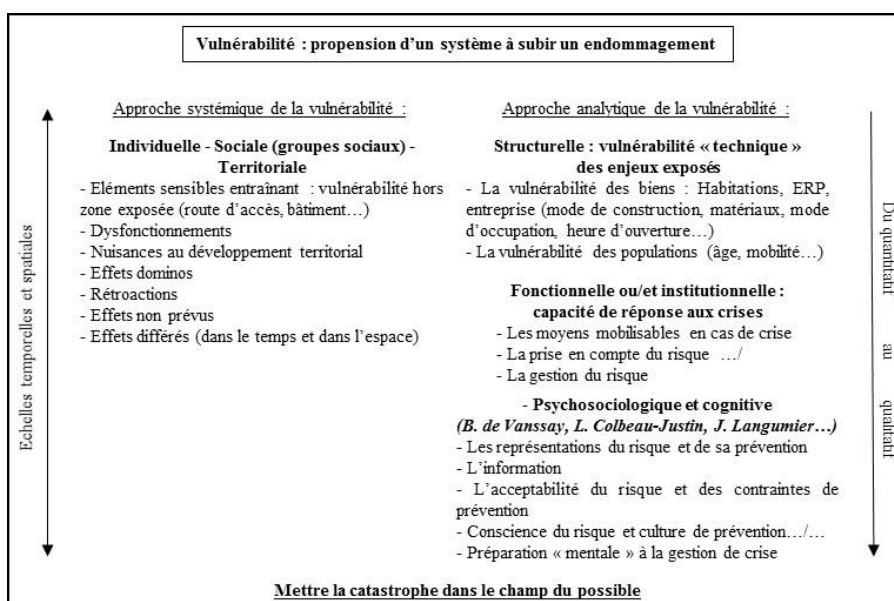 Vulnérabilité : propension d'un système à subir un endommagement
Approche systémique de la vulnérabilité :
Individuelle - Sociale (groupes sociaux) -
Territoriale
- Eléments sensibles entraînant : vulnérabilité hors
zone exposée (route d'accès, bâtiment…)
- Dysfonctionnements
- Nuisances au développement territorial
- Effets dominos
- Rétroactions
- Effets non prévus
- Effets différés (dans le temps et dans l'espace)
Approche analytique de la vulnérabilité :
Structurelle : vulnérabilité « technique »
des enjeux exposés
- La vulnérabilité des biens : Habitations, ERP,
entreprise (mode de construction, matériaux, mode
d'occupation, heure d'ouverture…)
- La vulnérabilité des populations (âge, mobilité…)
Fonctionnelle ou/et institutionnelle :
capacité de réponse aux crises
- Les moyens mobilisables en cas de crise
- La prise en compte du risque …/
- La gestion du risque
- Psychosociologique et cognitive
(B. de Vanssay, L. Colbeau-Justin, J. Langumier…)
- Les représentations du risque et de sa prévention
- L'information
- L'acceptabilité du risque et des contraintes de
prévention
- Conscience du risque et culture de prévention…/…
- Préparation « mentale » à la gestion de crise
Echelles temporelles et spatiales
Du quantitatif au qualitatif
Mettre la catastrophe dans le champ du possible